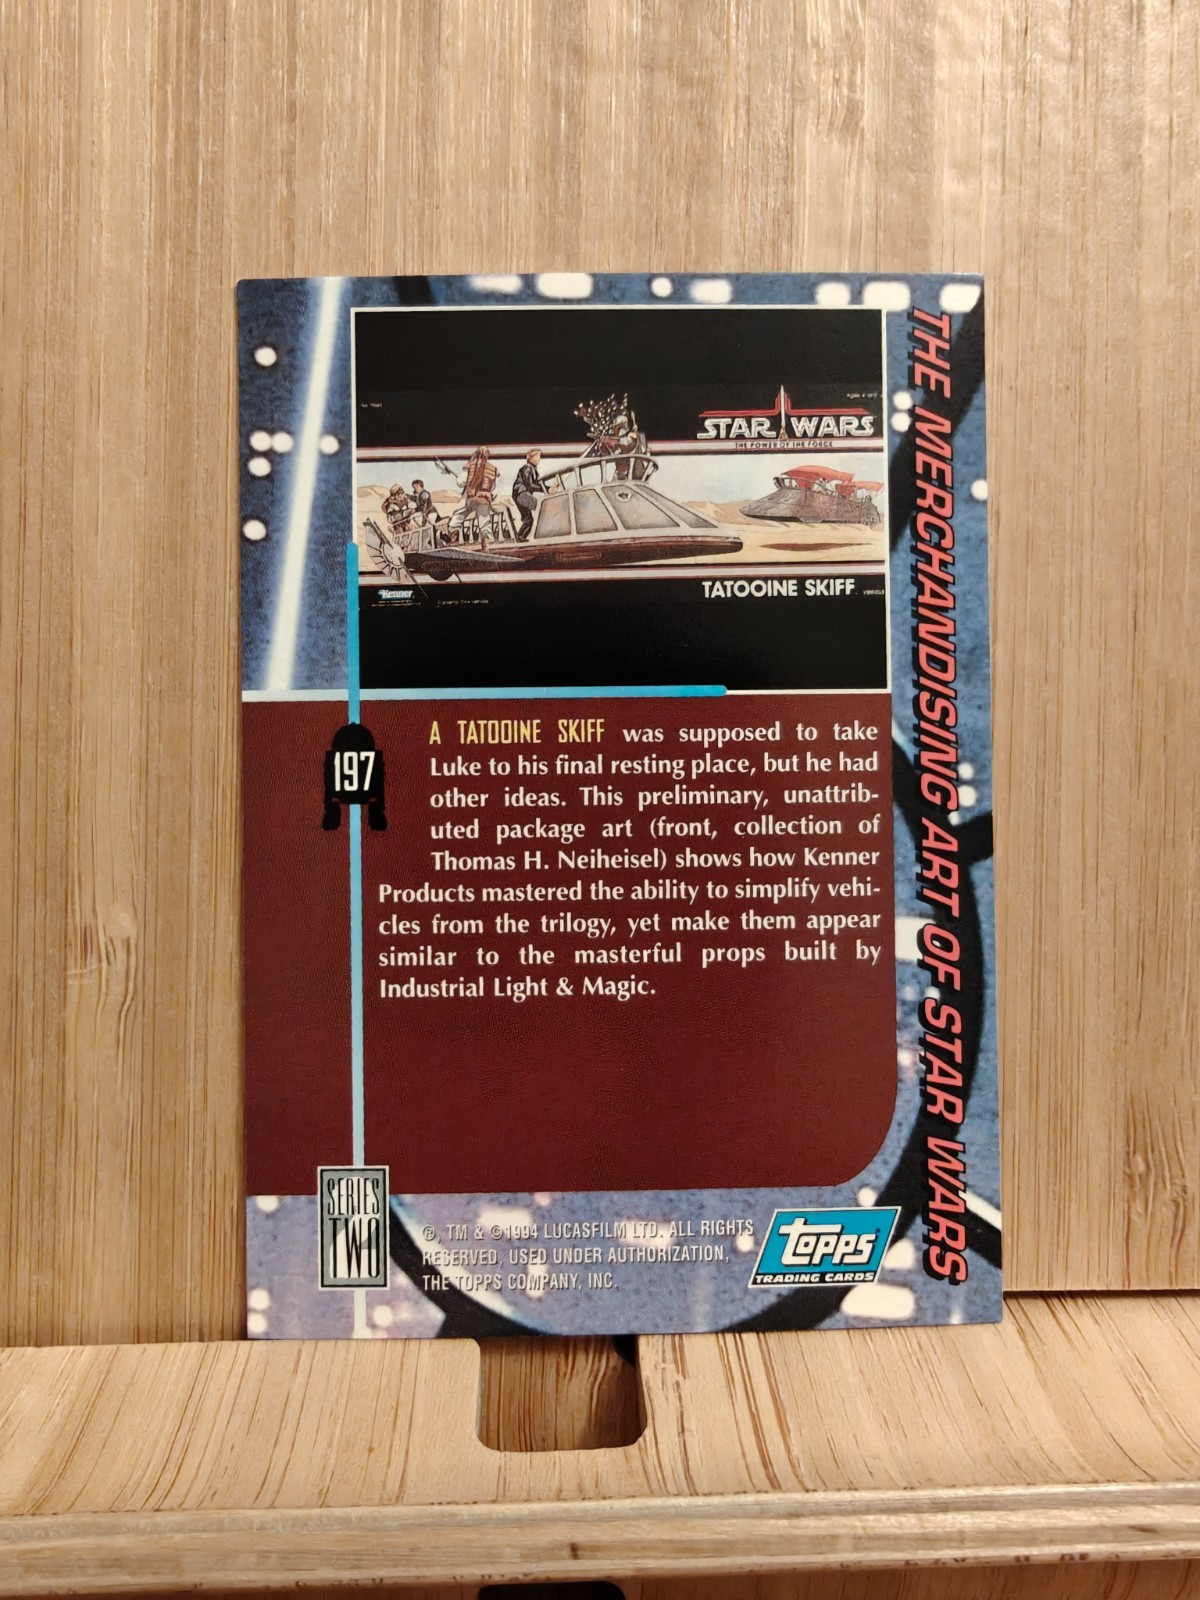 STAR WARS
THE POWER OF THE FORCE
Kenner
TATOOINE SKIFF VEHICLE
THE MERCHANDISING ART OF STAR WARS
197
A TATOOINE SKIFF was supposed to take
Luke to his final resting place, but he had
other ideas. This preliminary, unattrib-
uted package art (front, collection of
Thomas H. Neiheisel) shows how Kenner
Products mastered the ability to simplify vehi-
cles from the trilogy, yet make them appear
similar to the masterful props built by
Industrial Light & Magic.
SERIES
TWO
®, TM & ©1994 LUCASFILM LTD. ALL RIGHTS
RESERVED, USED UNDER AUTHORIZATION,
THE TOPPS COMPANY, INC.
TOPPS®
TRADING CARDS